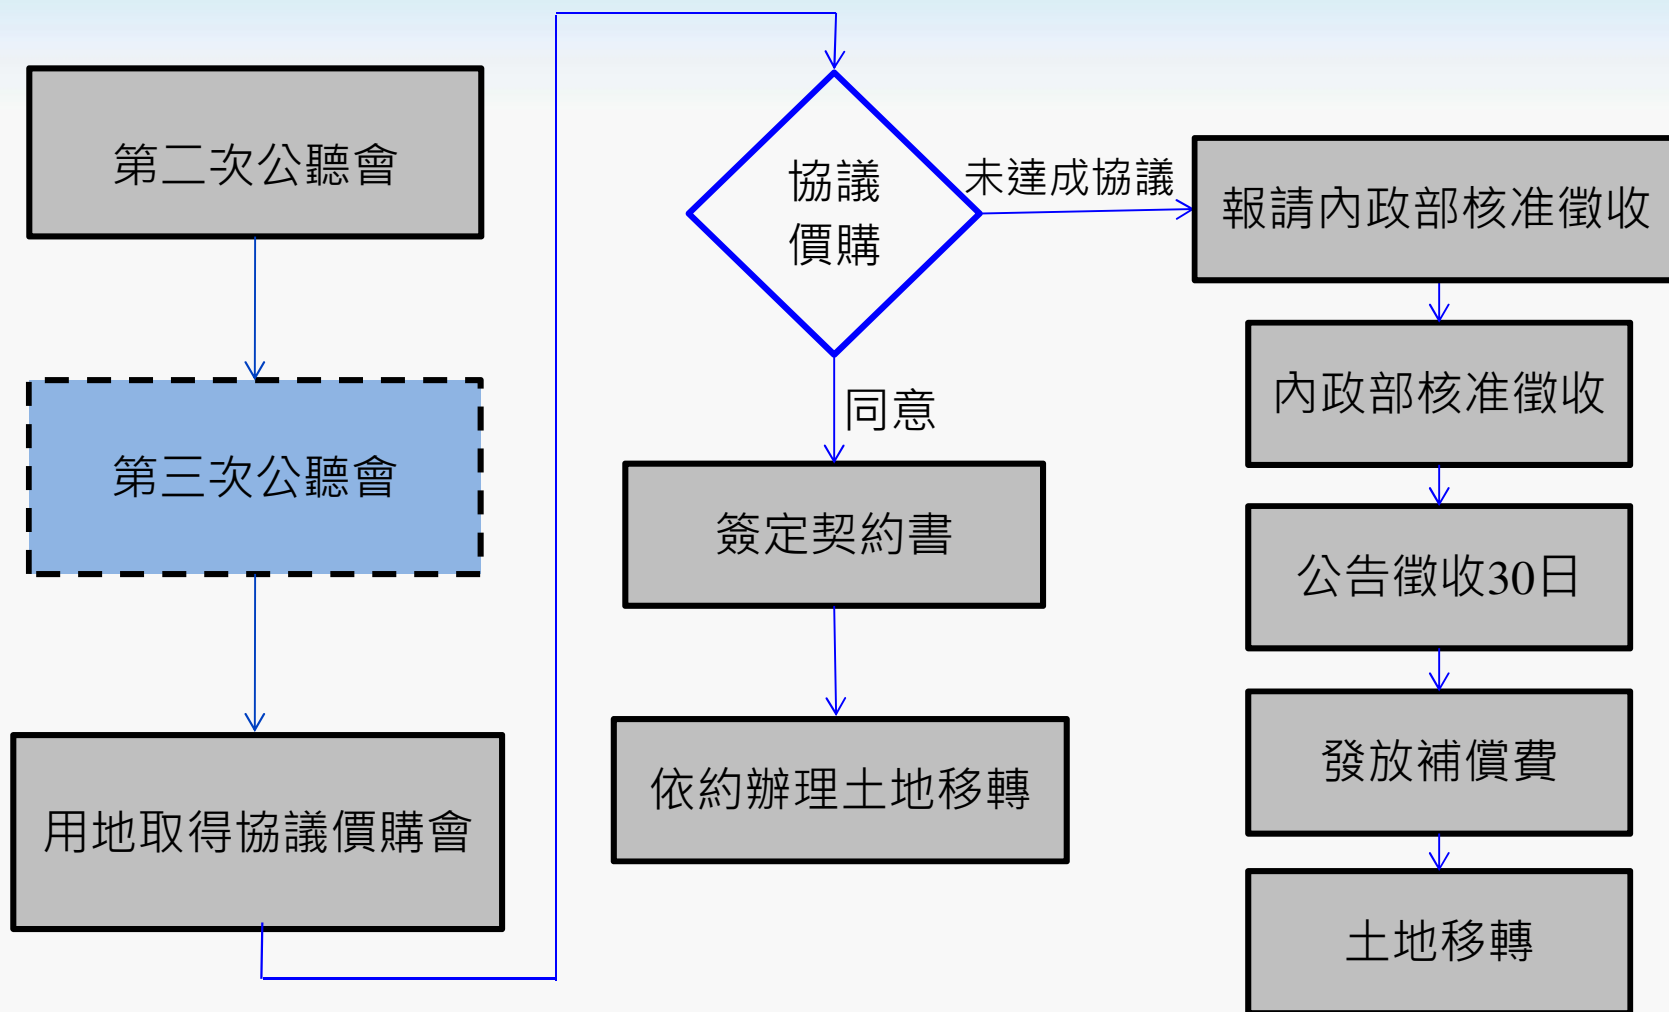 第二次公聽會
第三次公聽會
用地取得協議價購會
協議
價購
未達成協議
同意
簽定契約書
依約辦理土地移轉
報請內政部核准徵收
內政部核准徵收
公告徵收30日
發放補償費
土地移轉